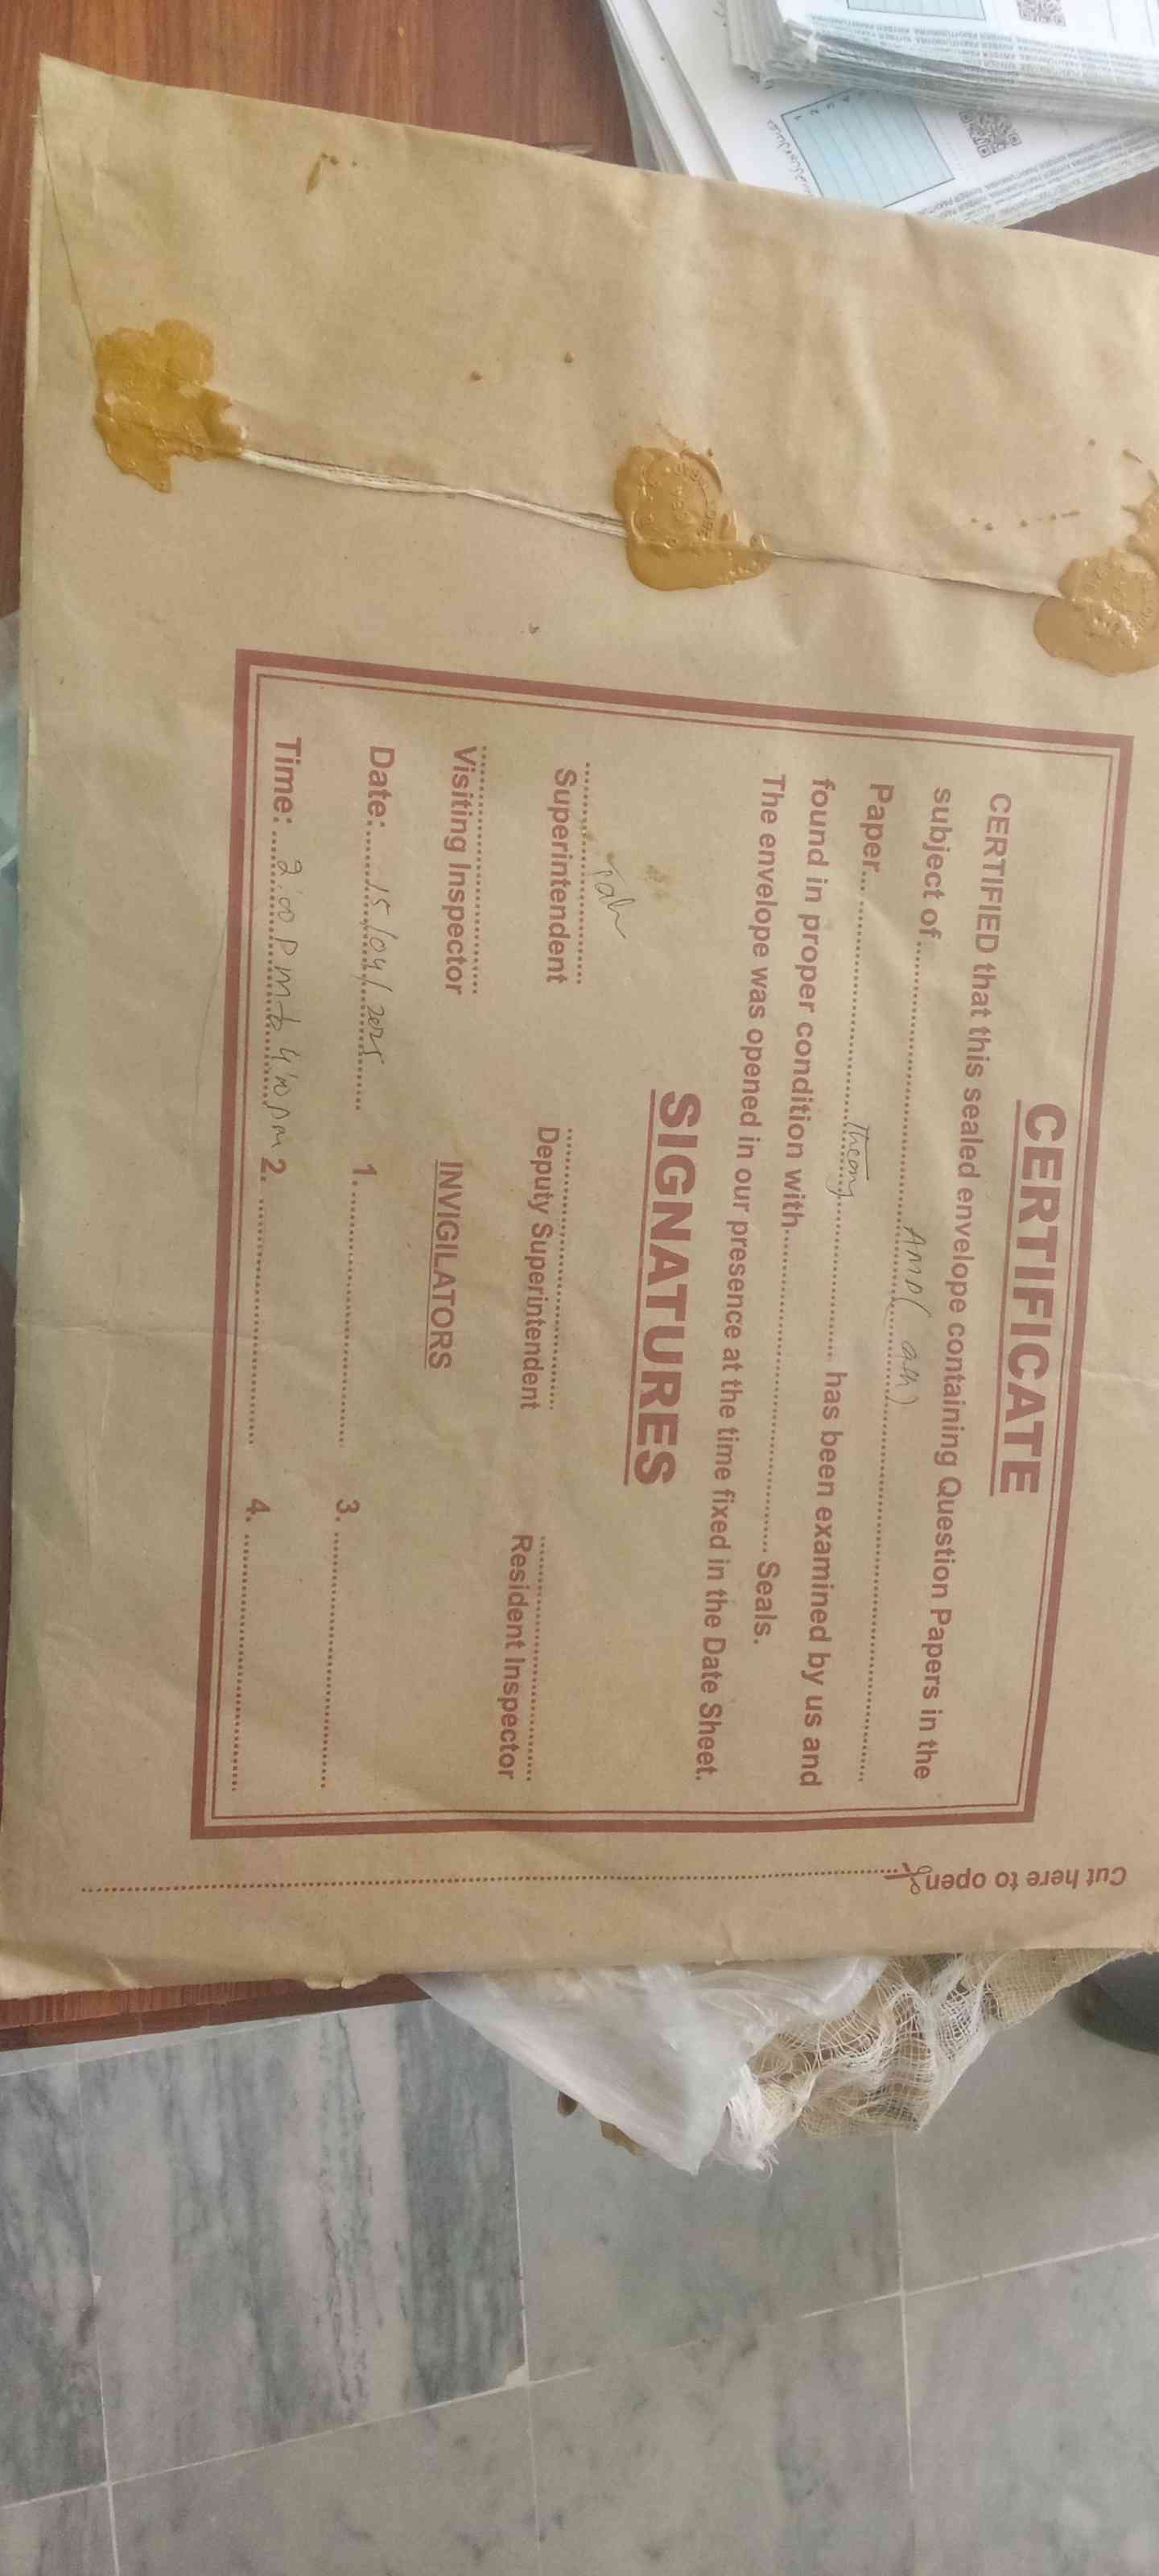 CERTIFICATE
CERTIFIED that this sealed envelope containing Question Papers in the
subject of AMD(
Paper Theory has been examined by us and
found in proper condition with Seals.
The envelope was opened in our presence at the time fixed in the Date Sheet.
SIGNATURES
Superintendent
Deputy Superintendent
Resident Inspector
Visiting Inspector
INVIGILATORS
Date: 15/04/2025
1.
3.
Time: 2:00 pm to 4:00 pm
2.
4.
Cut here to open